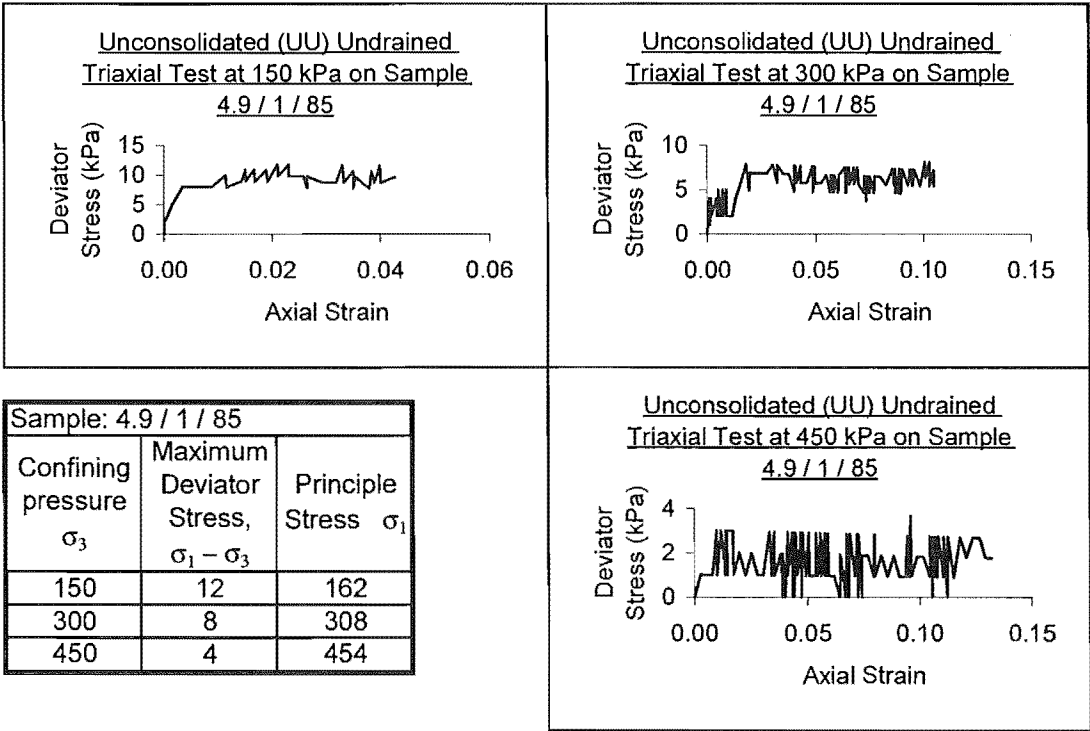 Unconsolidated (UU) Undrained
Triaxial Test at 150 kPa on Sample
4.9 / 1 / 85
Deviator
Stress (kPa)
15
10
5
0
0.00 0.02 0.04 0.06
Axial Strain
Unconsolidated (UU) Undrained
Triaxial Test at 300 kPa on Sample
4.9 / 1 / 85
Deviator
Stress (kPa)
10
5
0
0.00 0.05 0.10 0.15
Axial Strain
Sample: 4.9 / 1 / 85
Confining
pressure
σ₃
Maximum
Deviator
Stress,
σ₁ – σ₃
Principle
Stress σ₁
150 12 162
300 8 308
450 4 454
Unconsolidated (UU) Undrained
Triaxial Test at 450 kPa on Sample
4.9 / 1 / 85
Deviator
Stress (kPa)
4
2
0
0.00 0.05 0.10 0.15
Axial Strain